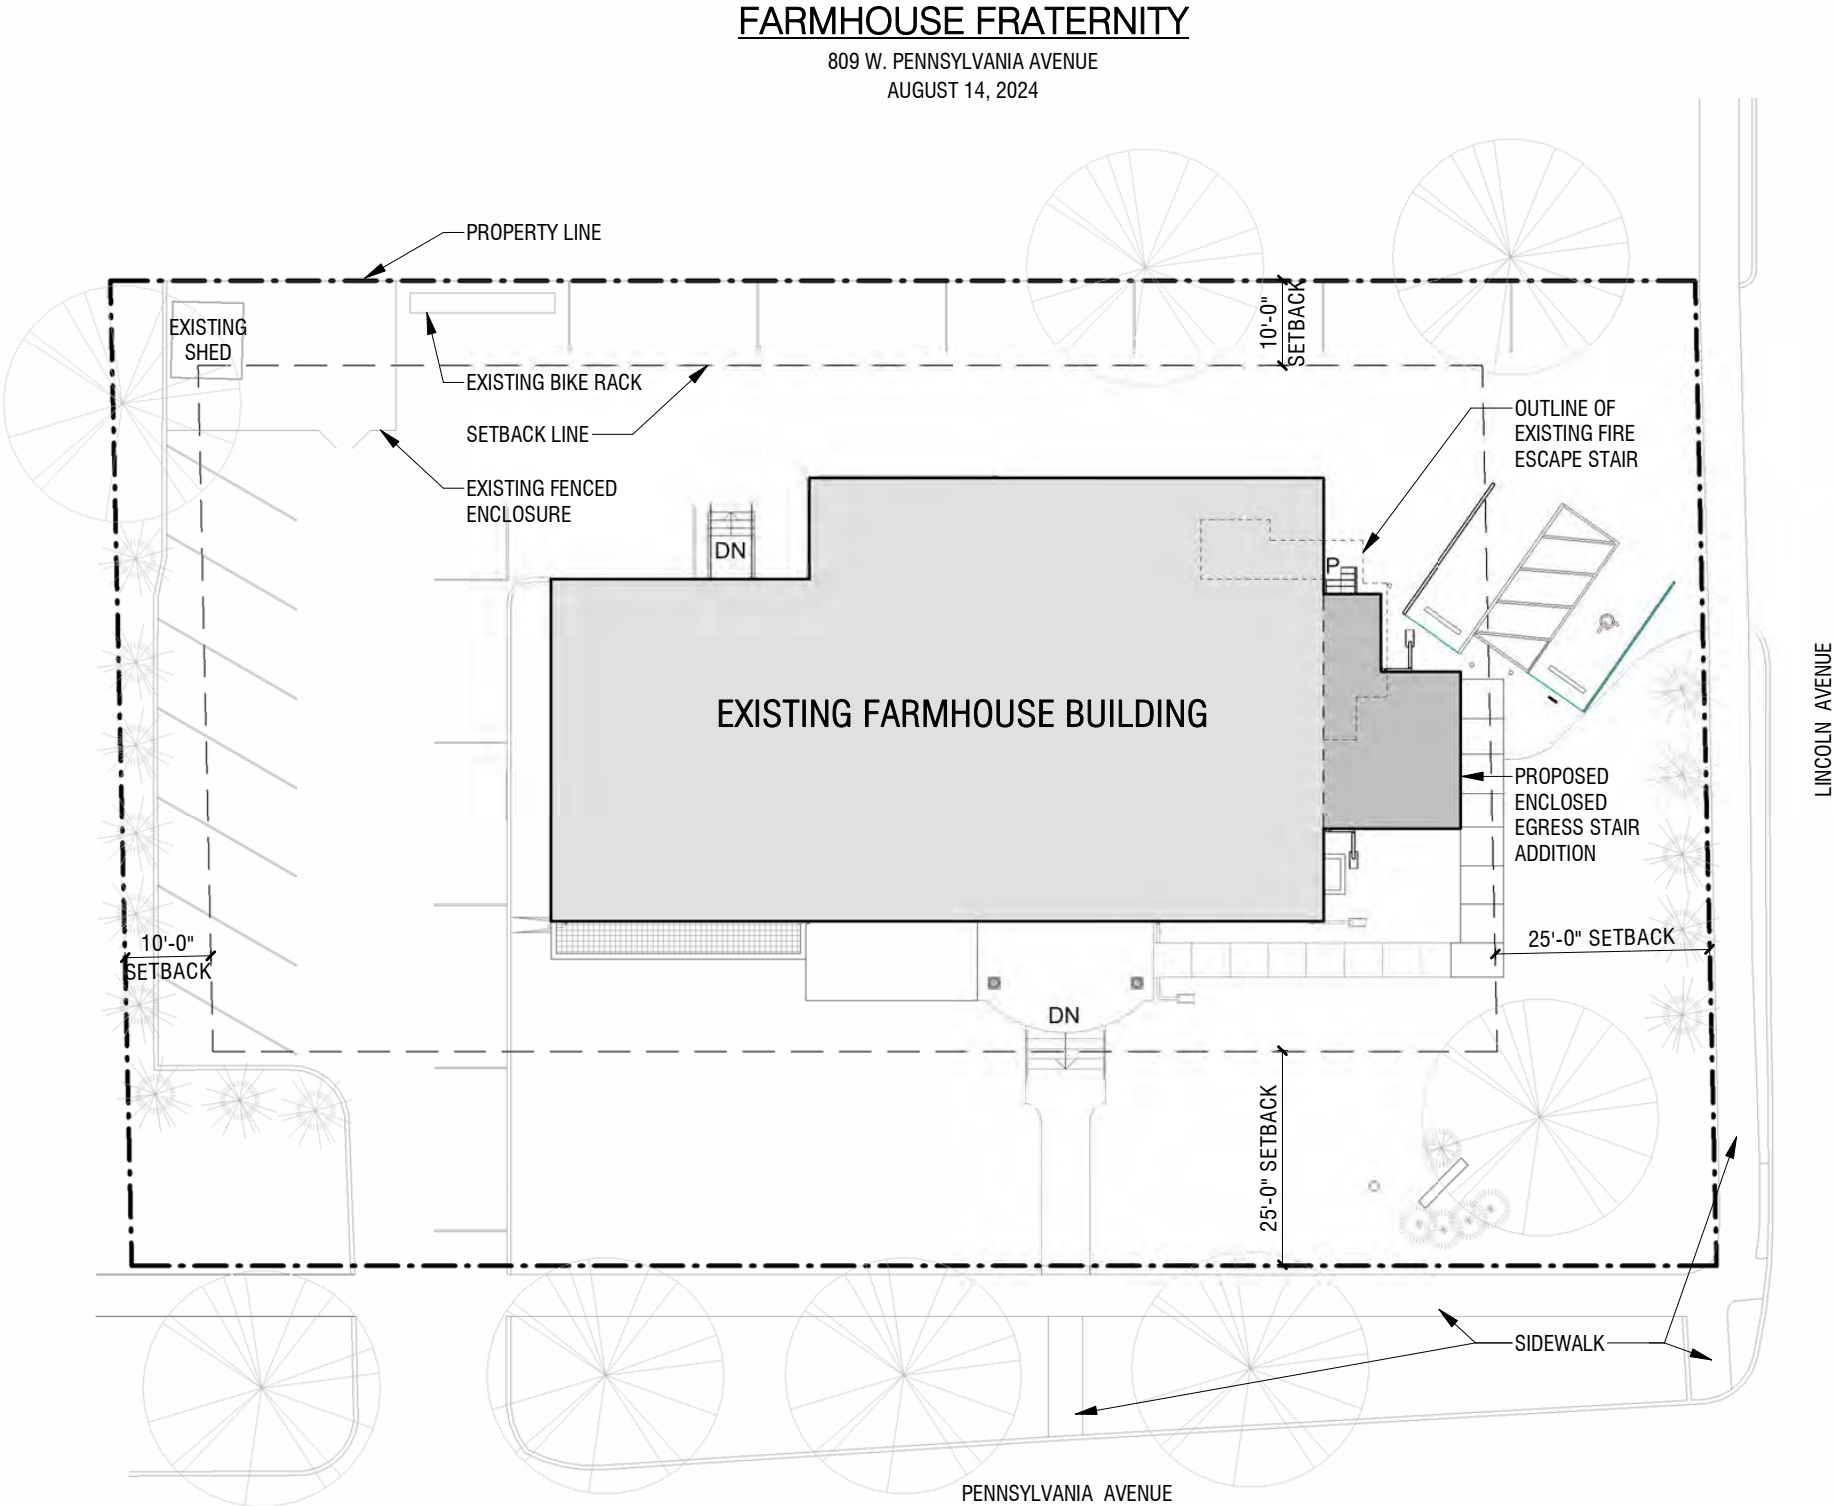 FARMHOUSE FRATERNITY
809 W. PENNSYLVANIA AVENUE
AUGUST 14, 2024
PROPERTY LINE
EXISTING
SHED
10'-0"
SETBACK
EXISTING BIKE RACK
SETBACK LINE
OUTLINE OF
EXISTING FIRE
ESCAPE STAIR
EXISTING FENCED
ENCLOSURE
DN
P
EXISTING FARMHOUSE BUILDING
LINCOLN AVENUE
PROPOSED
ENCLOSED
EGRESS STAIR
ADDITION
10'-0"
SETBACK
25'-0" SETBACK
DN
25'-0" SETBACK
SIDEWALK
PENNSYLVANIA AVENUE